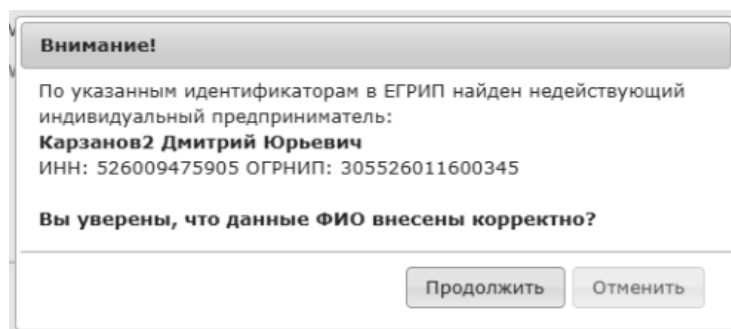 Внимание!
По указанным идентификаторам в ЕГРИП найден недействующий
индивидуальный предприниматель:
Карзанов2 Дмитрий Юрьевич
ИНН: 526009475905 ОГРНИП: 305526011600345
Вы уверены, что данные ФИО внесены корректно?
Продолжить Отменить